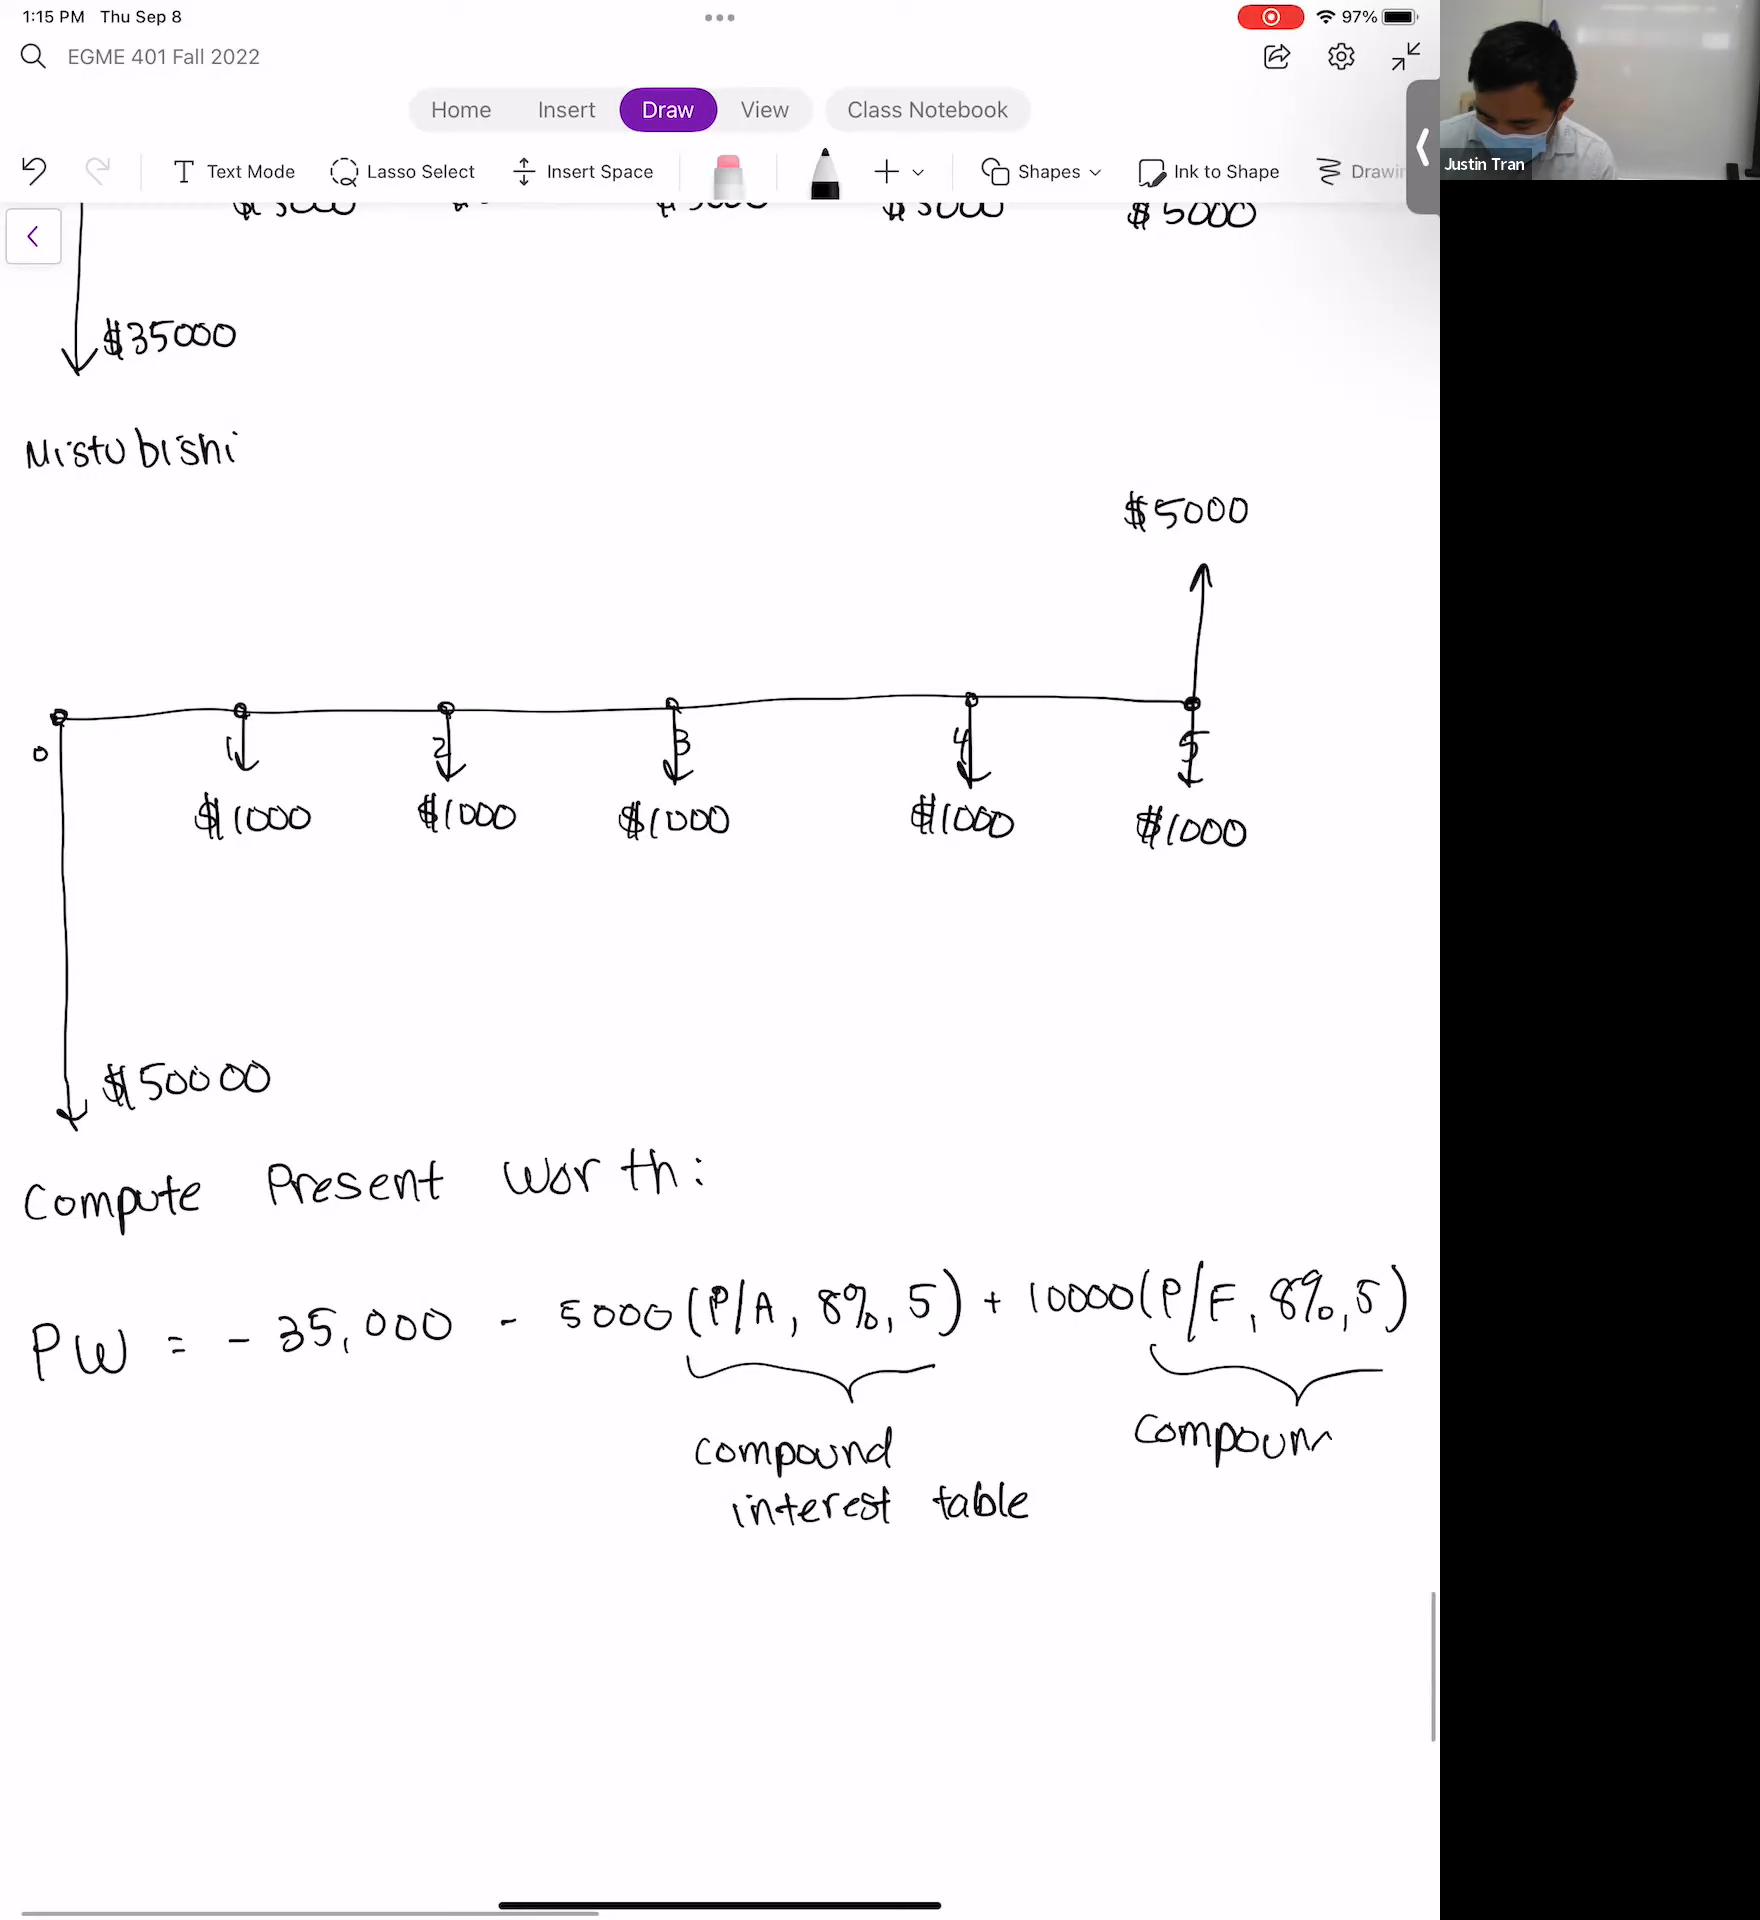 1:15 PM Thu Sep 8
97%
EGME 401 Fall 2022
Home Insert Draw View Class Notebook
Text Mode Lasso Select Insert Space Shapes Ink to Shape
Justin Tran
$ 5000
$35000
Mistubishi
$5000
0 1 2 3 4 5
$1000 $1000 $1000 $1000 $1000
$50000
Compute Present Worth:
PW = - 35,000 - 5000 (P/A, 8%, 5) + 10000 (P/F, 8%, 5)
compound
interest table
compoun